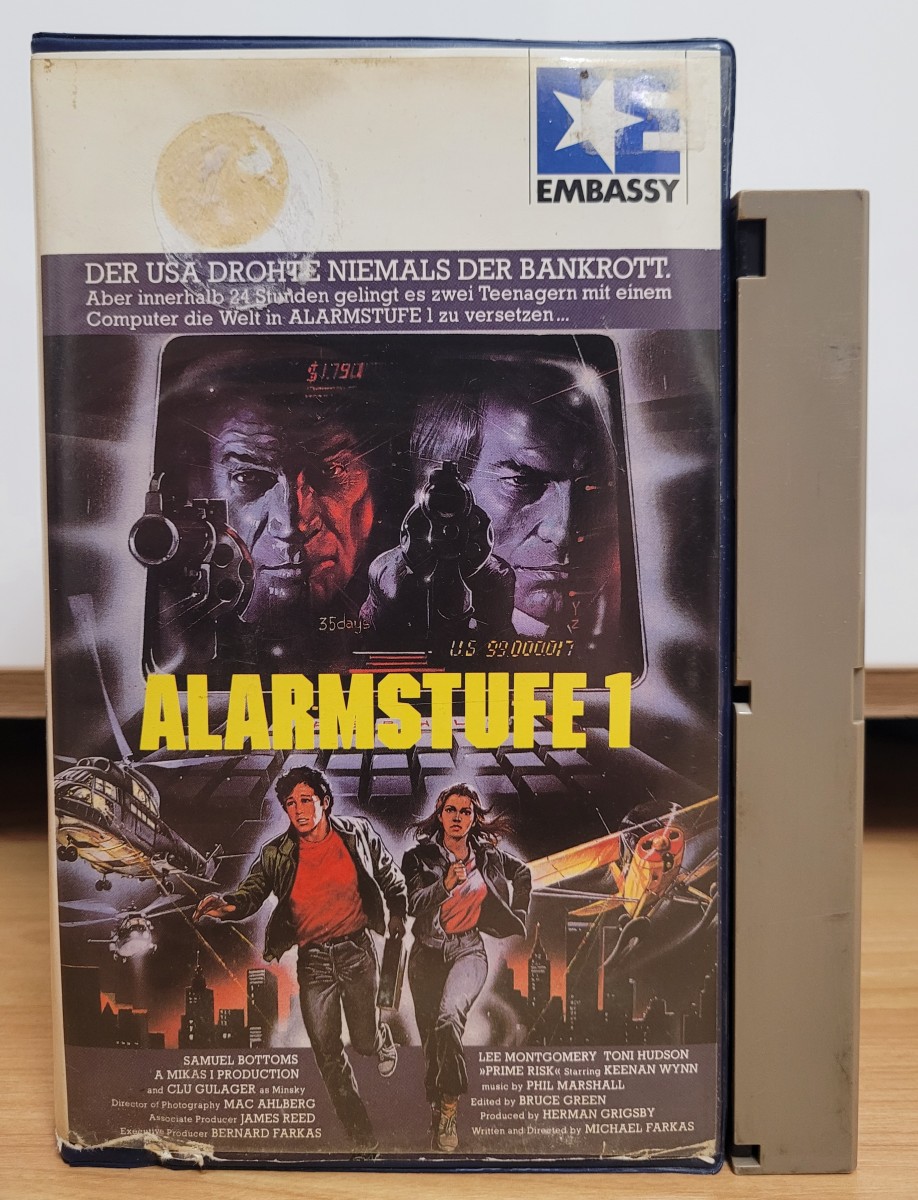 EMBASSY
DER USA DROHTE NIEMALS DER BANKROTT.
Aber innerhalb 24 Stunden gelingt es zwei Teenagern mit einem
Computer die Welt in ALARMSTUFE 1 zu versetzen...
$1.790
35days
Y
Z
US 99.000017
ALARMSTUFE 1
SAMUEL BOTTOMS
A MIKAS I PRODUCTION
and CLU GULAGER as Minsky
Director of Photography MAC AHLBERG
Associate Producer JAMES REED
Executive Producer BERNARD FARKAS
LEE MONTGOMERY TONI HUDSON
»PRIME RISK« Starring KEENAN WYNN
music by PHIL MARSHALL
Edited by BRUCE GREEN
Produced by HERMAN GRIGSBY
Written and Directed by MICHAEL FARKAS